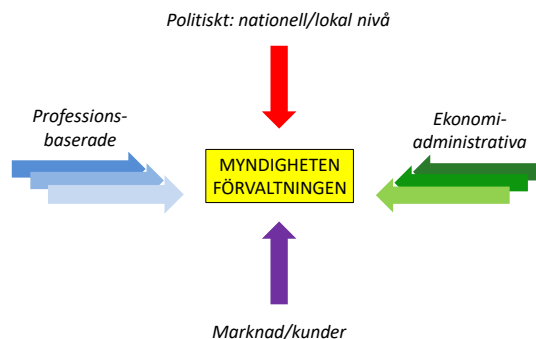 Politiskt: nationell/lokal nivå
Professions-
baserade
Ekonomi-
administrativa
MYNDIGHETEN
FÖRVALTNINGEN
Marknad/kunder